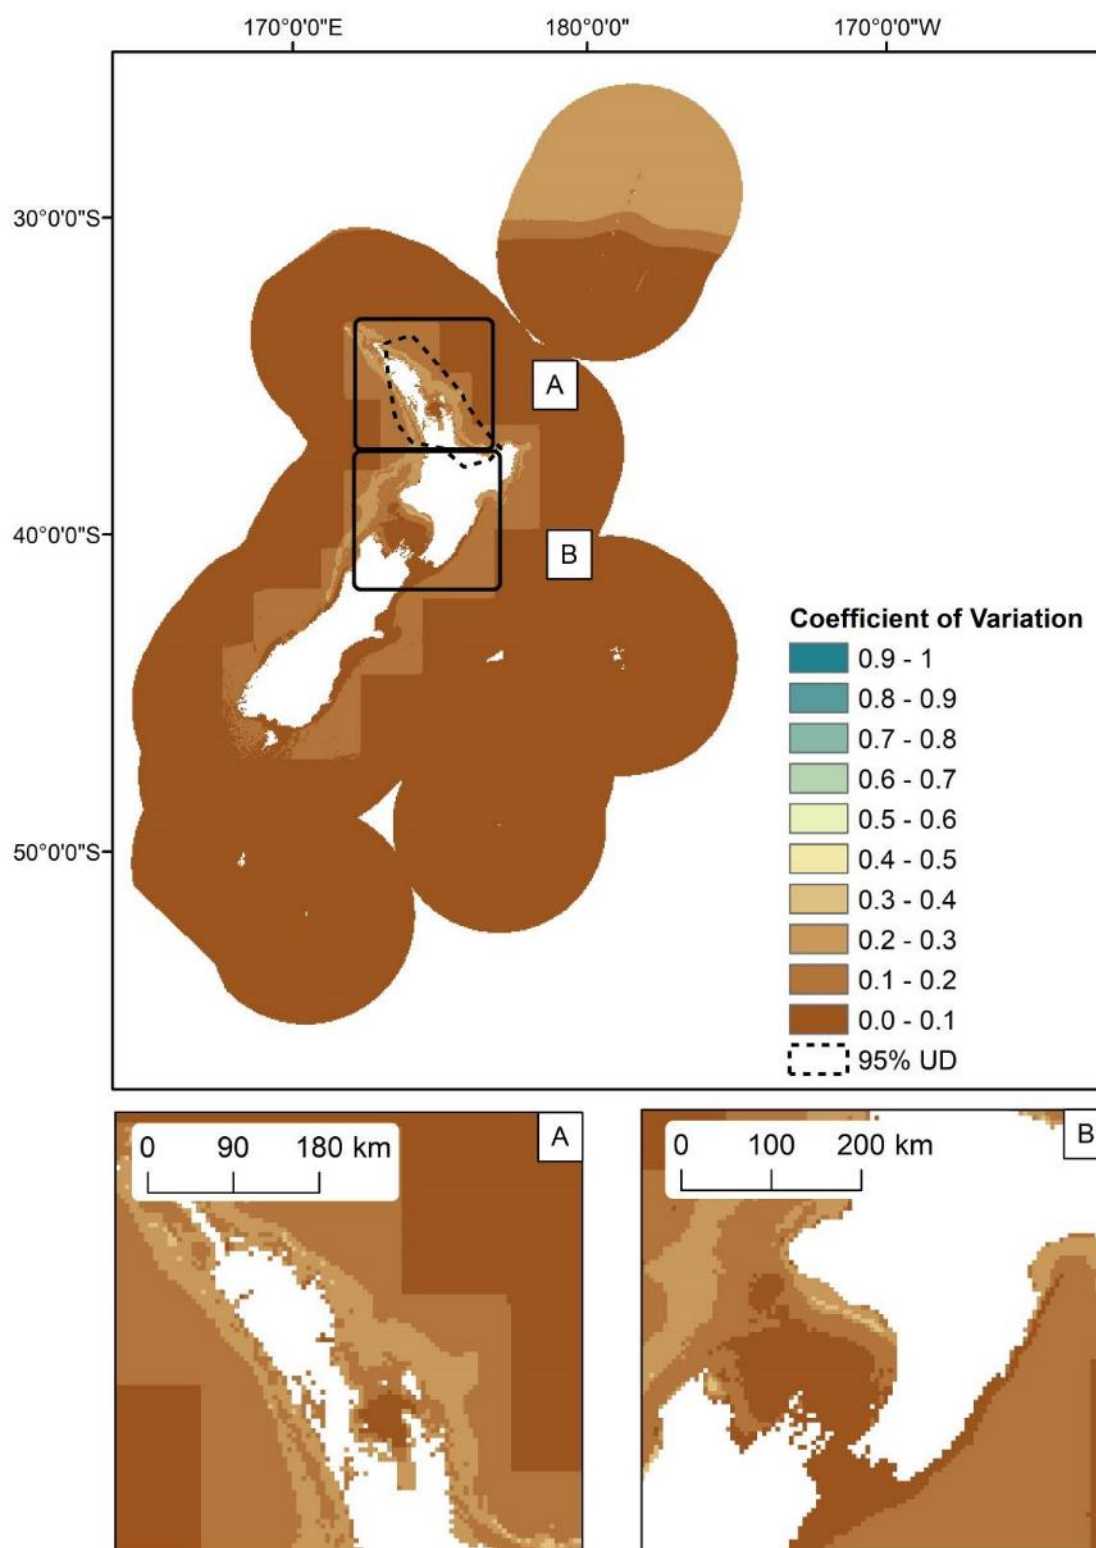 170°0'0"E 180°0'0" 170°0'0"W
30°0'0"S
A
40°0'0"S
B
Coefficient of Variation
0.9 - 1
0.8 - 0.9
0.7 - 0.8
0.6 - 0.7
0.5 - 0.6
50°0'0"S
0.4 - 0.5
0.3 - 0.4
0.2 - 0.3
0.1 - 0.2
0.0 - 0.1
95% UD
A
0 90 180 km
B
0 100 200 km